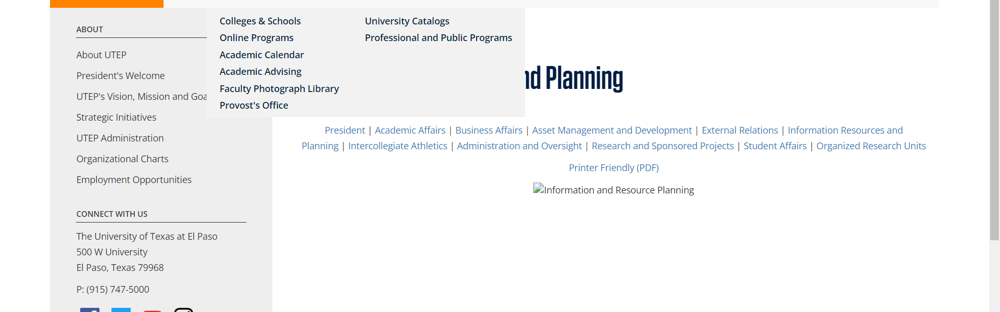 Colleges & Schools
Online Programs
Academic Calendar
Academic Advising
Faculty Photograph Library
Provost's Office
University Catalogs
Professional and Public Programs
ABOUT
About UTEP
President's Welcome
UTEP's Vision, Mission and
Strategic Initiatives
UTEP Administration
Organizational Charts
Employment Opportunities
CONNECT WITH US
The University of Texas at El Paso
500 W University
El Paso, Texas 79968
P: (915) 747-5000
Planning
President | Academic Affairs | Business Affairs | Asset Management and Development | External Relations | Information Resources and
Planning | Intercollegiate Athletics | Administration and Oversight | Research and Sponsored Projects | Student Affairs | Organized Research Units
Printer Friendly (PDF)
Information and Resource Planning